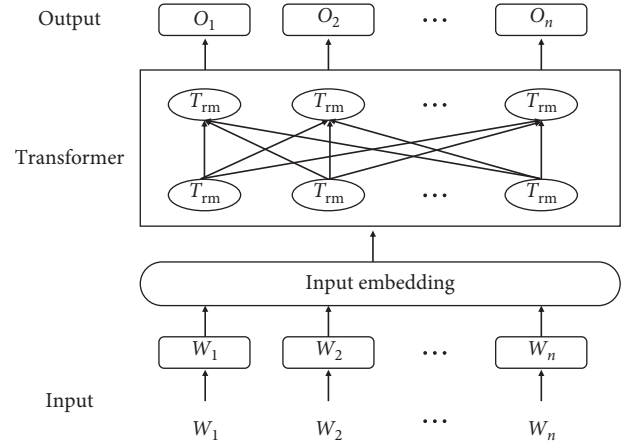 Output O₁ O₂ ... Oₙ
Tᵣₘ Tᵣₘ ... Tᵣₘ
Transformer
Tᵣₘ Tᵣₘ ... Tᵣₘ
Input embedding
W₁ W₂ ... Wₙ
Input
W₁ W₂ ... Wₙ